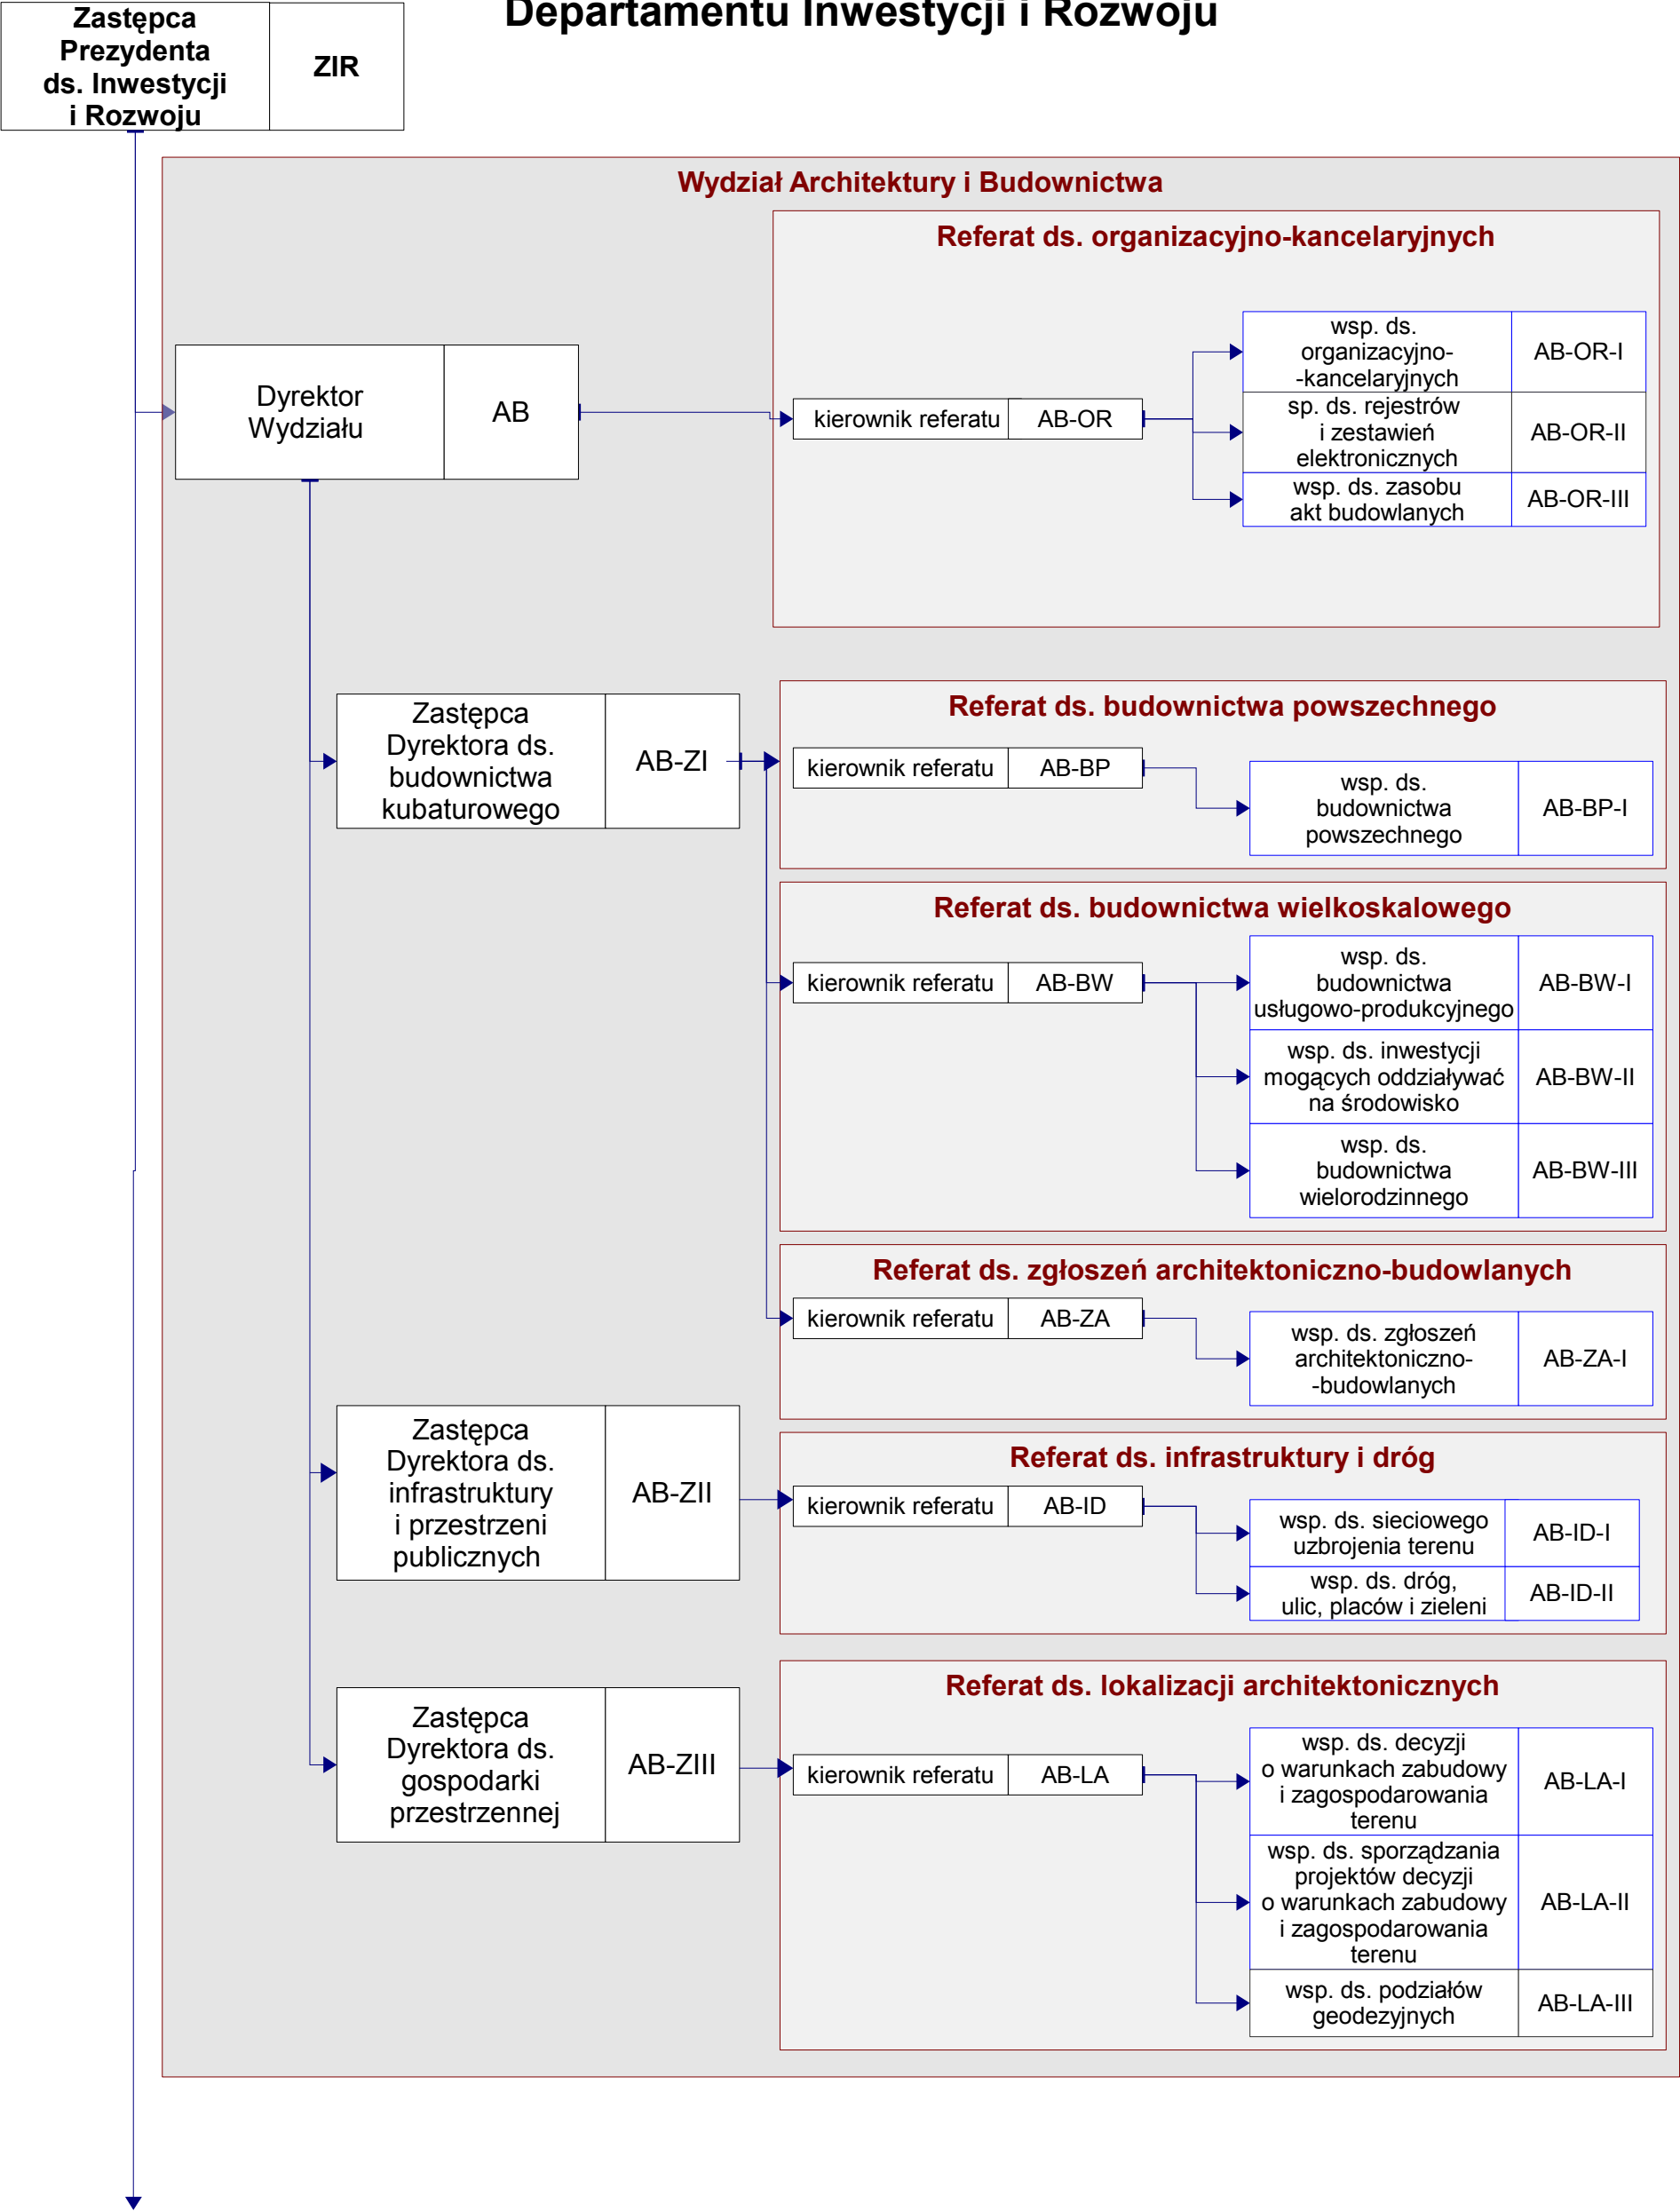 Departamentu Inwestycji i Rozwoju
Zastępca
Prezydenta
ds. Inwestycji
i Rozwoju
ZIR
Wydział Architektury i Budownictwa
Referat ds. organizacyjno-kancelaryjnych
Dyrektor
Wydziału
AB
kierownik referatu
AB-OR
wsp. ds.
organizacyjno-
-kancelaryjnych
AB-OR-I
sp. ds. rejestrów
i zestawień
elektronicznych
AB-OR-II
wsp. ds. zasobu
akt budowlanych
AB-OR-III
Zastępca
Dyrektora ds.
budownictwa
kubaturowego
AB-ZI
Referat ds. budownictwa powszechnego
kierownik referatu
AB-BP
wsp. ds.
budownictwa
powszechnego
AB-BP-I
Referat ds. budownictwa wielkoskalowego
kierownik referatu
AB-BW
wsp. ds.
budownictwa
usługowo-produkcyjnego
AB-BW-I
wsp. ds. inwestycji
mogących oddziaływać
na środowisko
AB-BW-II
wsp. ds.
budownictwa
wielorodzinnego
AB-BW-III
Referat ds. zgłoszeń architektoniczno-budowlanych
kierownik referatu
AB-ZA
wsp. ds. zgłoszeń
architektoniczno-
-budowlanych
AB-ZA-I
Zastępca
Dyrektora ds.
infrastruktury
i przestrzeni
publicznych
AB-ZII
Referat ds. infrastruktury i dróg
kierownik referatu
AB-ID
wsp. ds. sieciowego
uzbrojenia terenu
AB-ID-I
wsp. ds. dróg,
ulic, placów i zieleni
AB-ID-II
Zastępca
Dyrektora ds.
gospodarki
przestrzennej
AB-ZIII
Referat ds. lokalizacji architektonicznych
kierownik referatu
AB-LA
wsp. ds. decyzji
o warunkach zabudowy
i zagospodarowania
terenu
AB-LA-I
wsp. ds. sporządzania
projektów decyzji
o warunkach zabudowy
i zagospodarowania
terenu
AB-LA-II
wsp. ds. podziałów
geodezyjnych
AB-LA-III